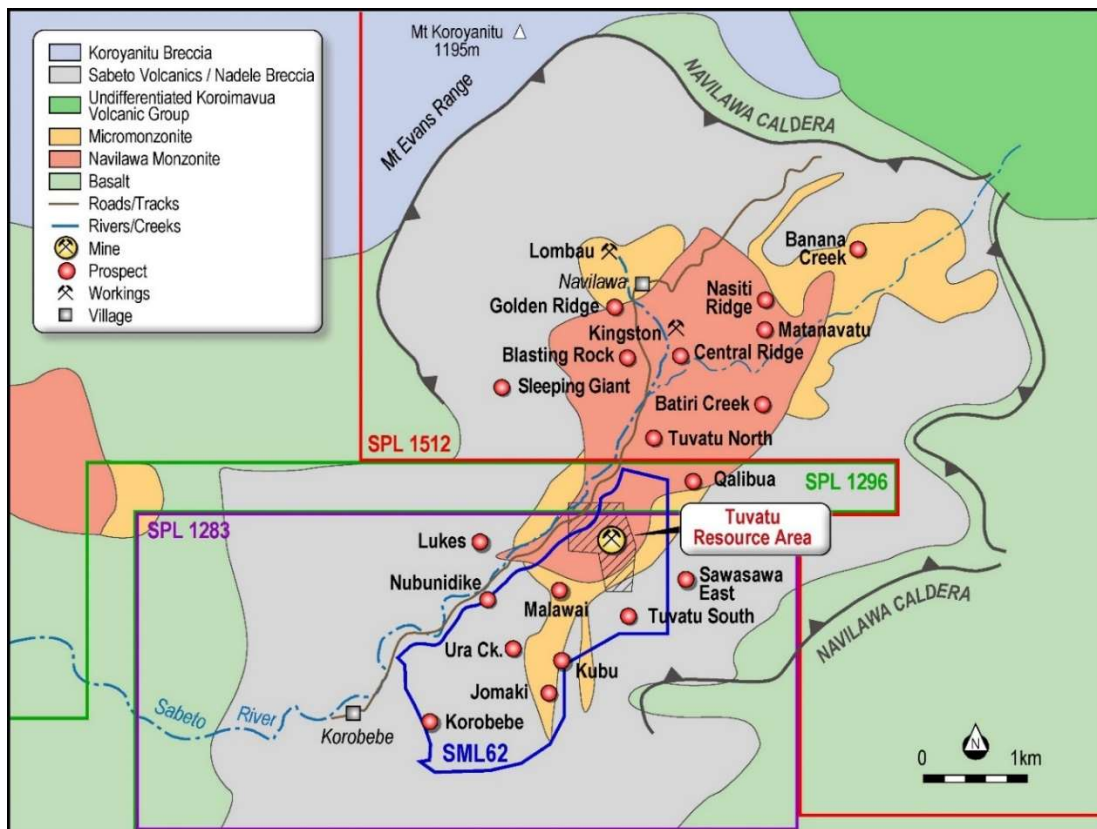 Koroyanitu Breccia
Sabeto Volcanics / Nadele Breccia
Undifferentiated Koroimavua
Volcanic Group
Micromonzonite
Navilawa Monzonite
Basalt
Roads/Tracks
Rivers/Creeks
Mine
Prospect
Workings
Village
Mt Koroyanitu
1195m
Mt Evans Range
NAVILAWA CALDERA
Lombau
Navilawa
Banana
Creek
Golden Ridge
Nasiti
Ridge
Kingston
Matanavatu
Blasting Rock
Central Ridge
Sleeping Giant
Batiri Creek
Tuvatu North
SPL 1512
Qalibua
SPL 1296
SPL 1283
Tuvatu
Resource Area
Lukes
Sawasawa
East
Nubunidike
Malawai
Tuvatu South
NAVILAWA CALDERA
Ura Ck.
Kubu
Jomaki
Sabeto River
Korobebe
Korobebe
SML62
N
0 1km